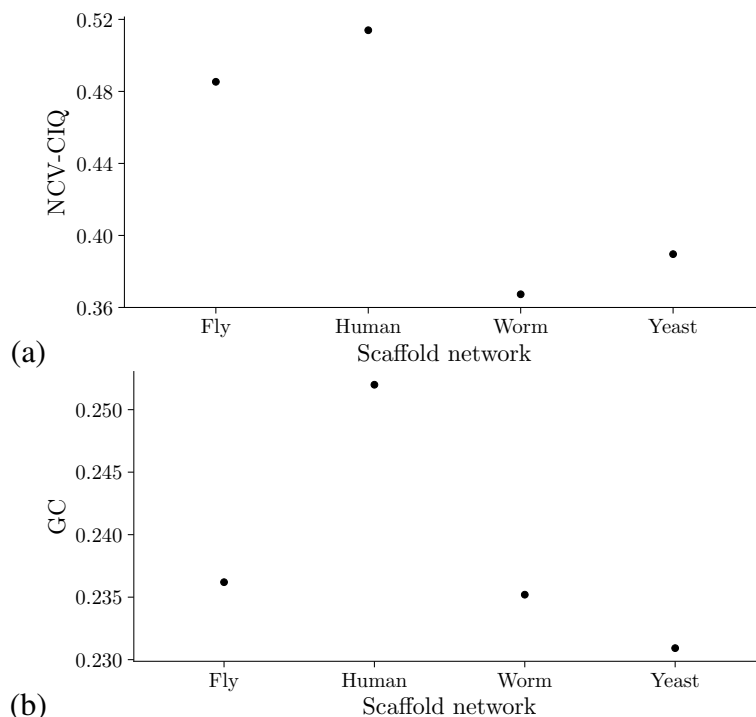 0.52
0.48
0.44
0.40
0.36
NCV-CIQ
Fly Human Worm Yeast
Scaffold network
(a)
0.250
0.245
0.240
0.235
0.230
GC
Fly Human Worm Yeast
Scaffold network
(b)